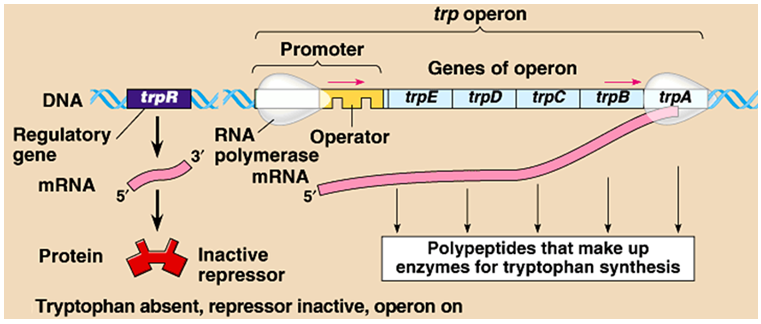 trp operon
Promoter
Genes of operon
DNA
trpR
trpE
trpD
trpC
trpB
trpA
Regulatory
gene
RNA
polymerase
Operator
mRNA
3′
5′
mRNA
5′
Protein
Inactive
repressor
Polypeptides that make up
enzymes for tryptophan synthesis
Tryptophan absent, repressor inactive, operon on